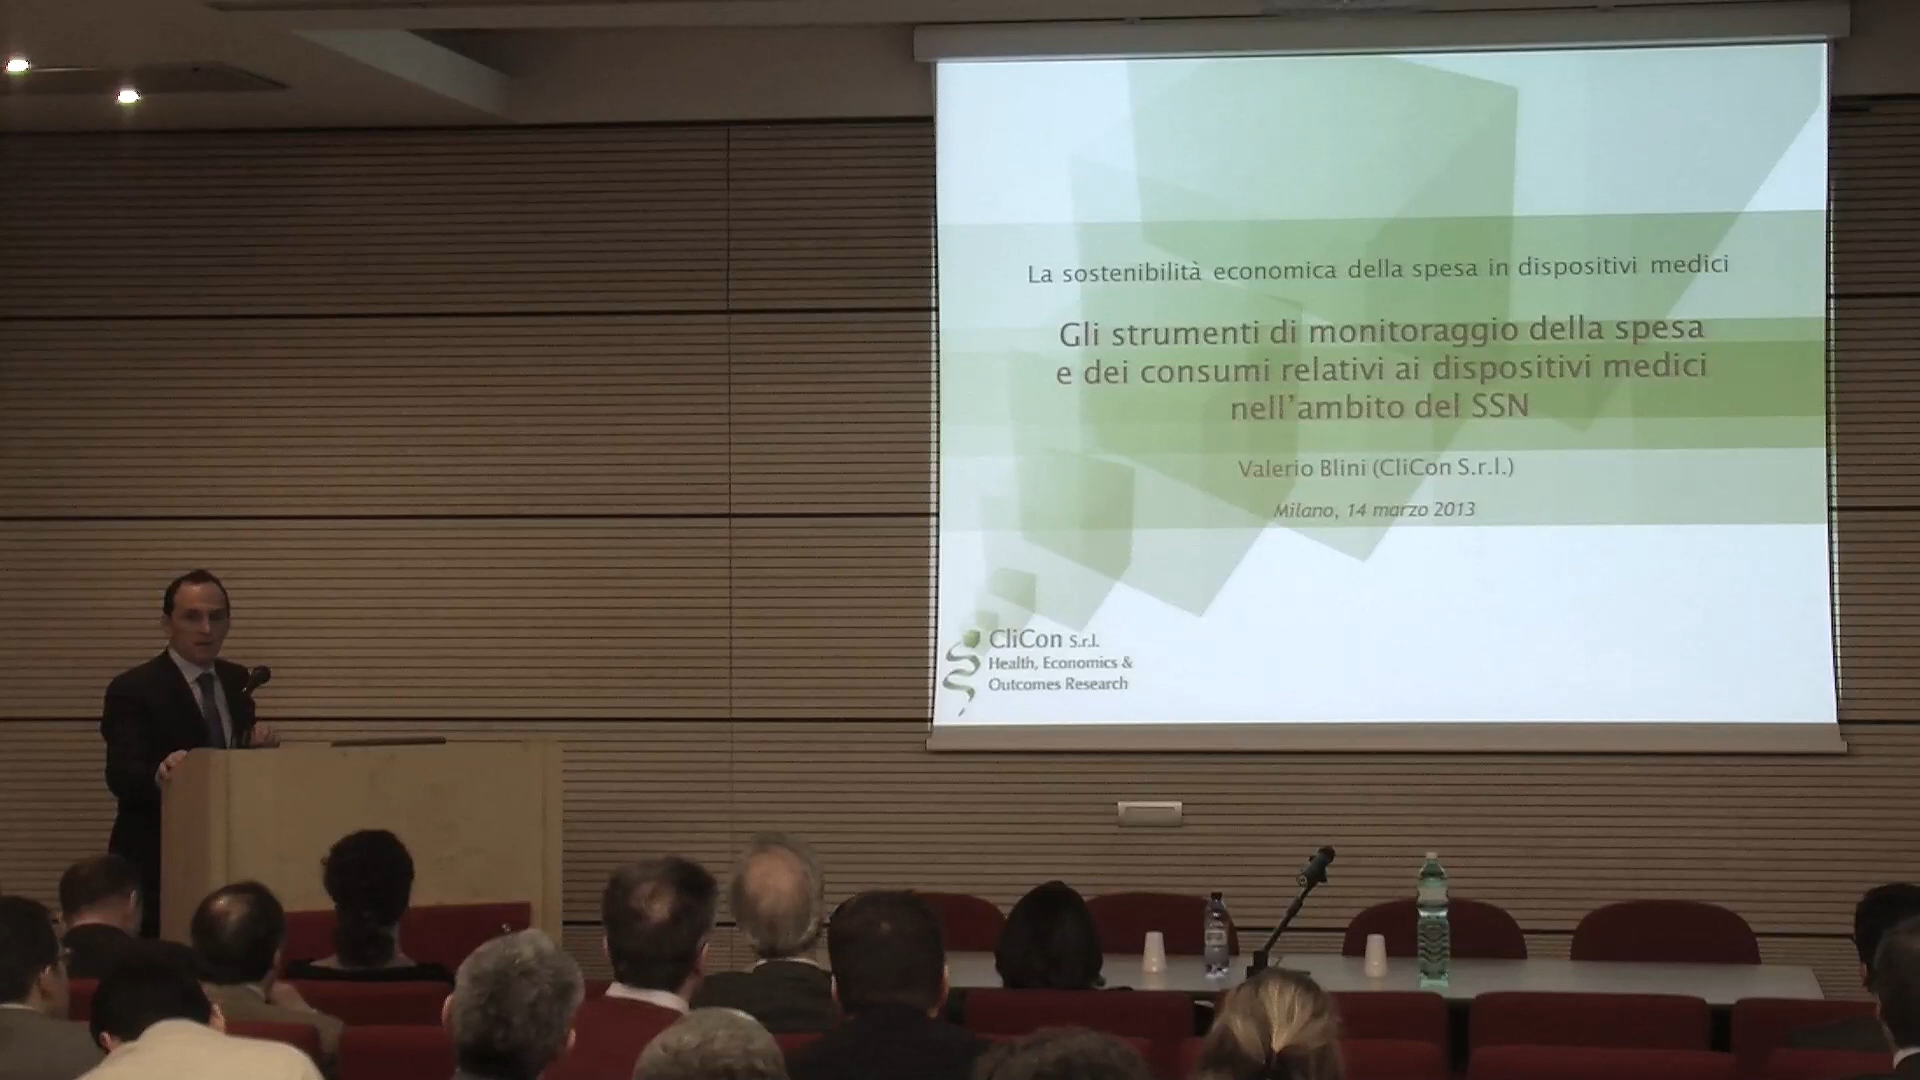 La sostenibilità economica della spesa in dispositivi medici
Gli strumenti di monitoraggio della spesa
e dei consumi relativi ai dispositivi medici
nell'ambito del SSN
Valerio Blini (CliCon S.r.l.)
Milano, 14 marzo 2013
CliCon S.r.l.
Health, Economics &
Outcomes Research